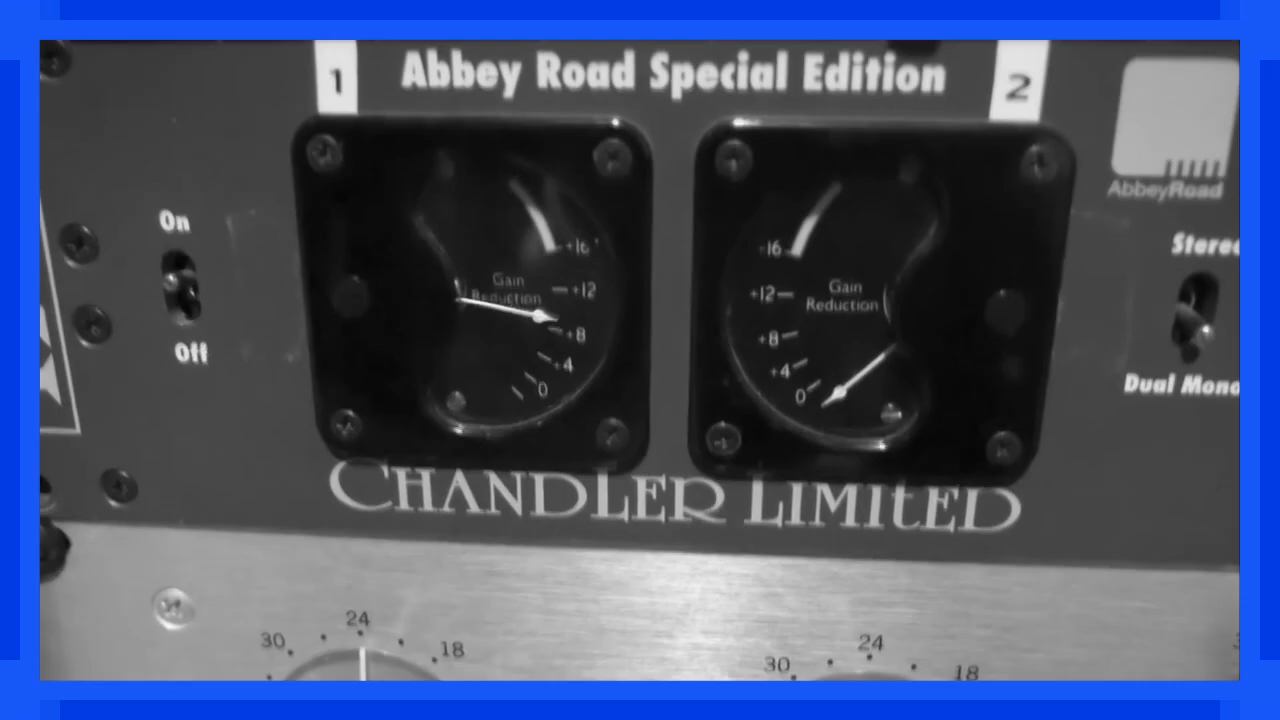 1
Abbey Road Special Edition
2
AbbeyRoad
On
Off
+16
+12
+8
+4
0
Gain
Reduction
-16
+12
+8
+4
0
Gain
Reduction
Stereo
Dual Mono
CHANDLER LIMITED
30
24
18
30
24
18